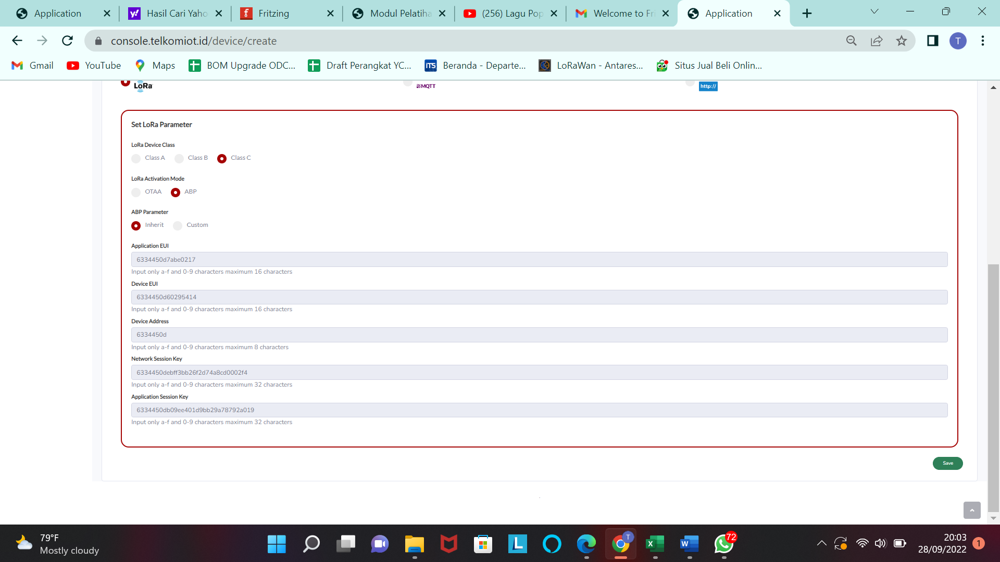 Application
Hasil Cari Yaho
Fritzing
Modul Pelatiha
(256) Lagu Pop
Welcome to Fri
Application
console.telkomiot.id/device/create
T
Gmail
YouTube
Maps
BOM Upgrade ODC...
Draft Perangkat YC...
Beranda - Departe...
LoRaWan - Antares...
Situs Jual Beli Onlin...
LoRa
MQTT
http://
Set LoRa Parameter
LoRa Device Class
Class A
Class B
Class C
LoRa Activation Mode
OTAA
ABP
ABP Parameter
Inherit
Custom
Application EUI
6334450d7abe0217
Input only a-f and 0-9 characters maximum 16 characters
Device EUI
6334450d60295414
Input only a-f and 0-9 characters maximum 16 characters
Device Address
6334450d
Input only a-f and 0-9 characters maximum 8 characters
Network Session Key
6334450debff3bb26f2d74a8cd0002f4
Input only a-f and 0-9 characters maximum 32 characters
Application Session Key
6334450db09ee401d9bb29a78792a019
Input only a-f and 0-9 characters maximum 32 characters
Save
79°F
Mostly cloudy
72
20:03
28/09/2022
1